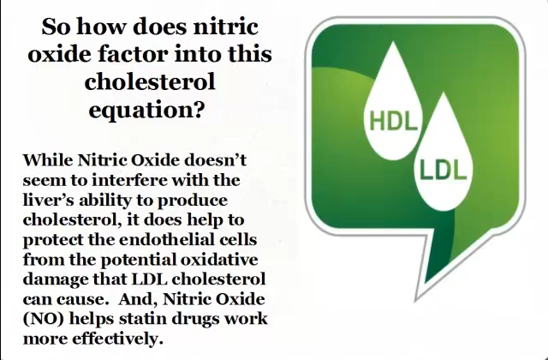 So how does nitric
oxide factor into this
cholesterol
equation?
While Nitric Oxide doesn't
seem to interfere with the
liver's ability to produce
cholesterol, it does help to
protect the endothelial cells
from the potential oxidative
damage that LDL cholesterol
can cause.  And, Nitric Oxide
(NO) helps statin drugs work
more effectively.
HDL
LDL